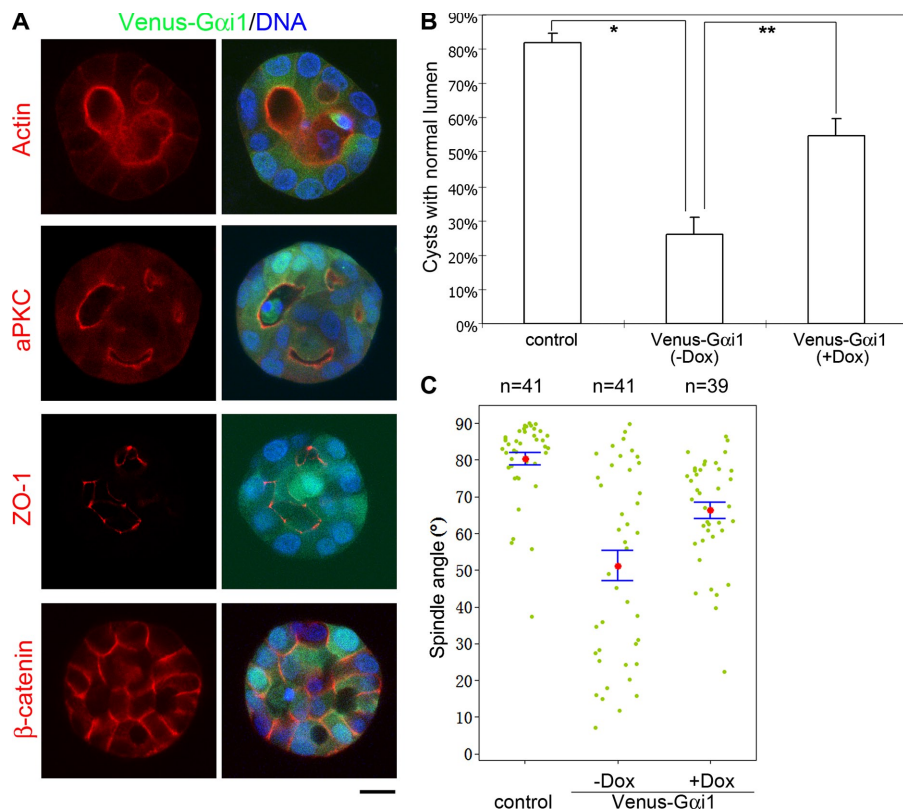 A
Venus-Gαi1/DNA
Actin
aPKC
ZO-1
β-catenin
B
Cysts with normal lumen
90%
80%
70%
60%
50%
40%
30%
20%
10%
0%
*
**
control
Venus-Gαi1
(-Dox)
Venus-Gαi1
(+Dox)
C
n=41
n=41
n=39
Spindle angle (°)
90
80
70
60
50
40
30
20
10
0
-Dox
+Dox
control
Venus-Gαi1